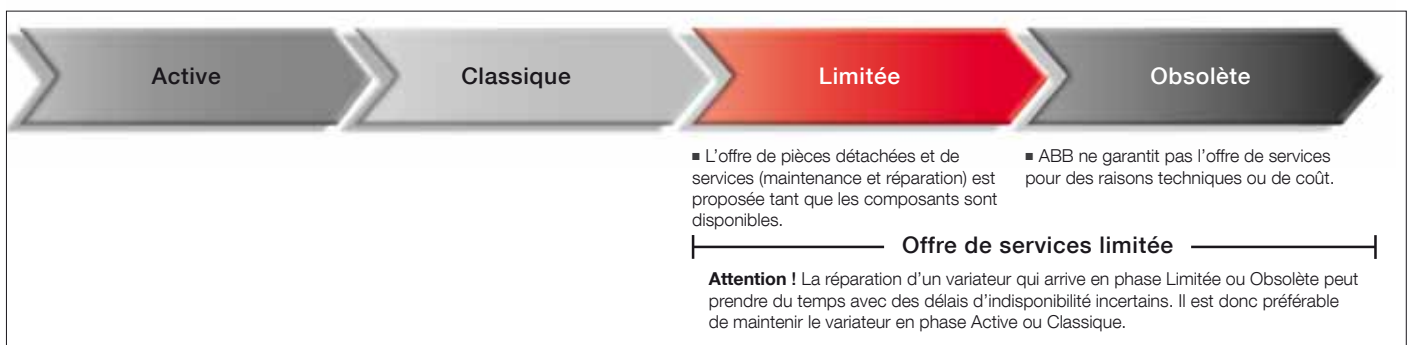 Active
Classique
Limitée
Obsolète
■ L’offre de pièces détachées et de
services (maintenance et réparation) est
proposée tant que les composants sont
disponibles.
■ ABB ne garantit pas l’offre de services
pour des raisons techniques ou de coût.
Offre de services limitée
Attention ! La réparation d’un variateur qui arrive en phase Limitée ou Obsolète peut
prendre du temps avec des délais d’indisponibilité incertains. Il est donc préférable
de maintenir le variateur en phase Active ou Classique.